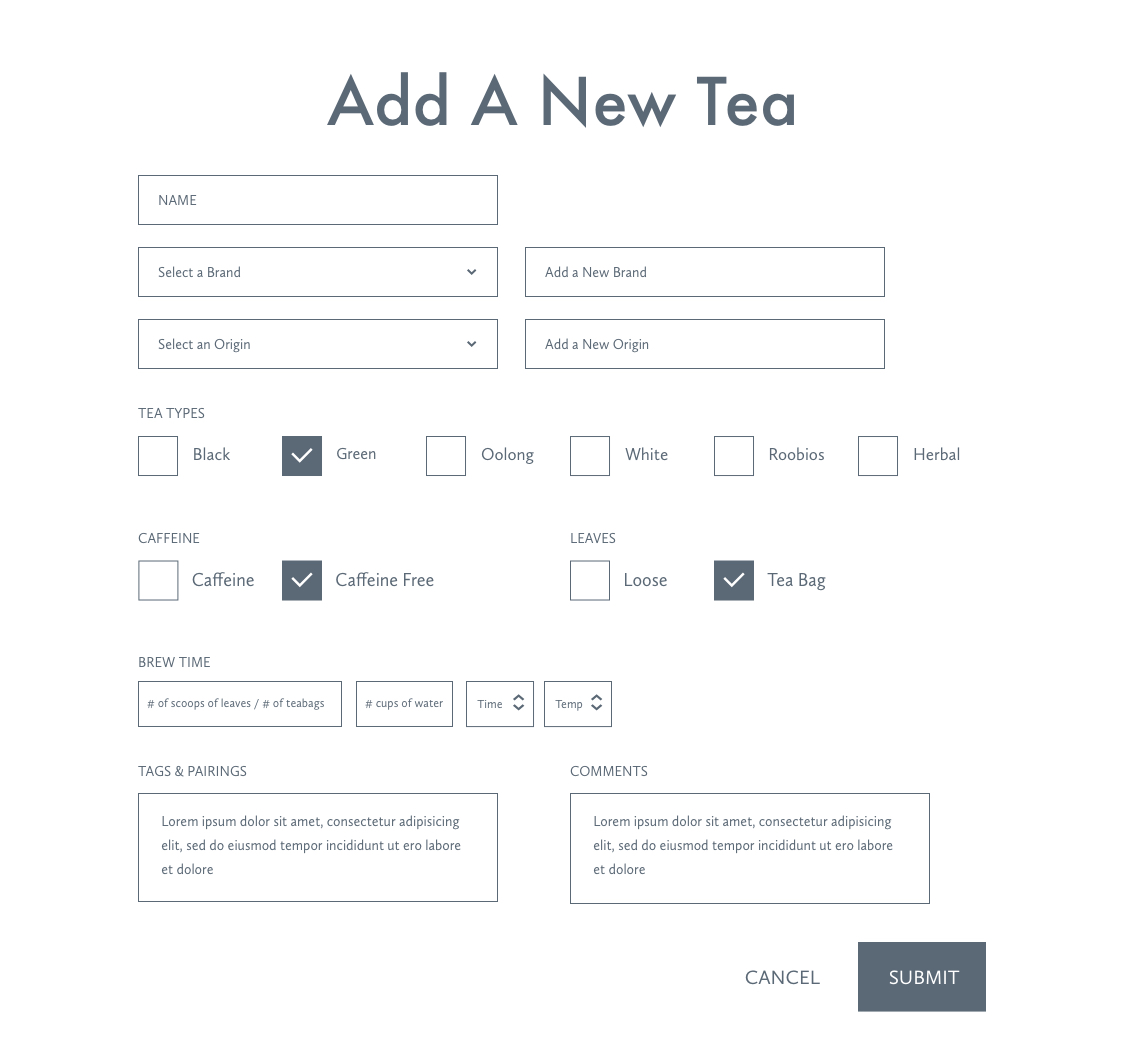 Add A New Tea
NAME
Select a Brand
Add a New Brand
Select an Origin
Add a New Origin
TEA TYPES
Black Green Oolong White Roobios Herbal
CAFFEINE
Caffeine Caffeine Free
LEAVES
Loose Tea Bag
BREW TIME
# of scoops of leaves / # of teabags
# cups of water
Time
Temp
TAGS & PAIRINGS
Lorem ipsum dolor sit amet, consectetur adipisicing
elit, sed do eiusmod tempor incididunt ut ero labore
et dolore
COMMENTS
Lorem ipsum dolor sit amet, consectetur adipisicing
elit, sed do eiusmod tempor incididunt ut ero labore
et dolore
CANCEL
SUBMIT